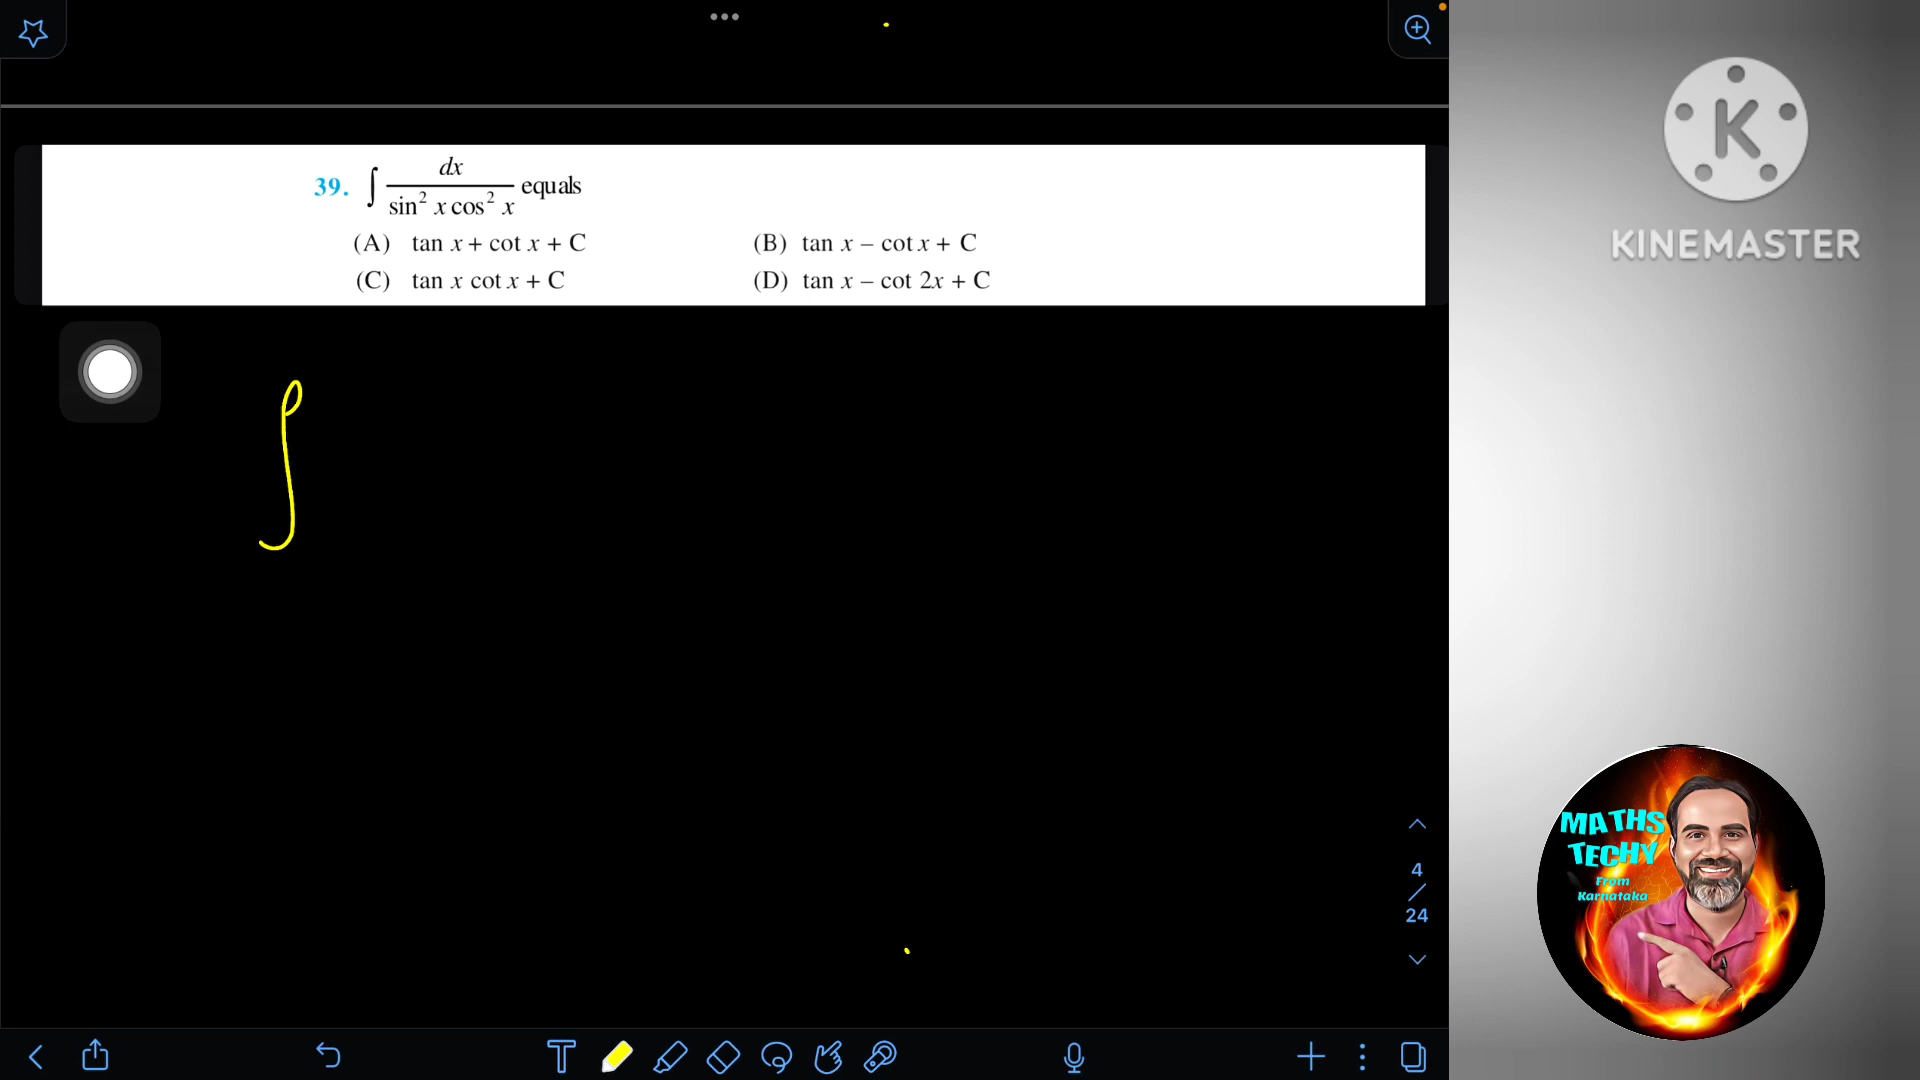 39. ∫ dx / sin² x cos² x equals
(A) tan x + cot x + C (B) tan x – cot x + C
(C) tan x cot x + C (D) tan x – cot 2x + C
∫
4
/
24
T
K
KINEMASTER
MATHS
TECHY
From
Karnataka